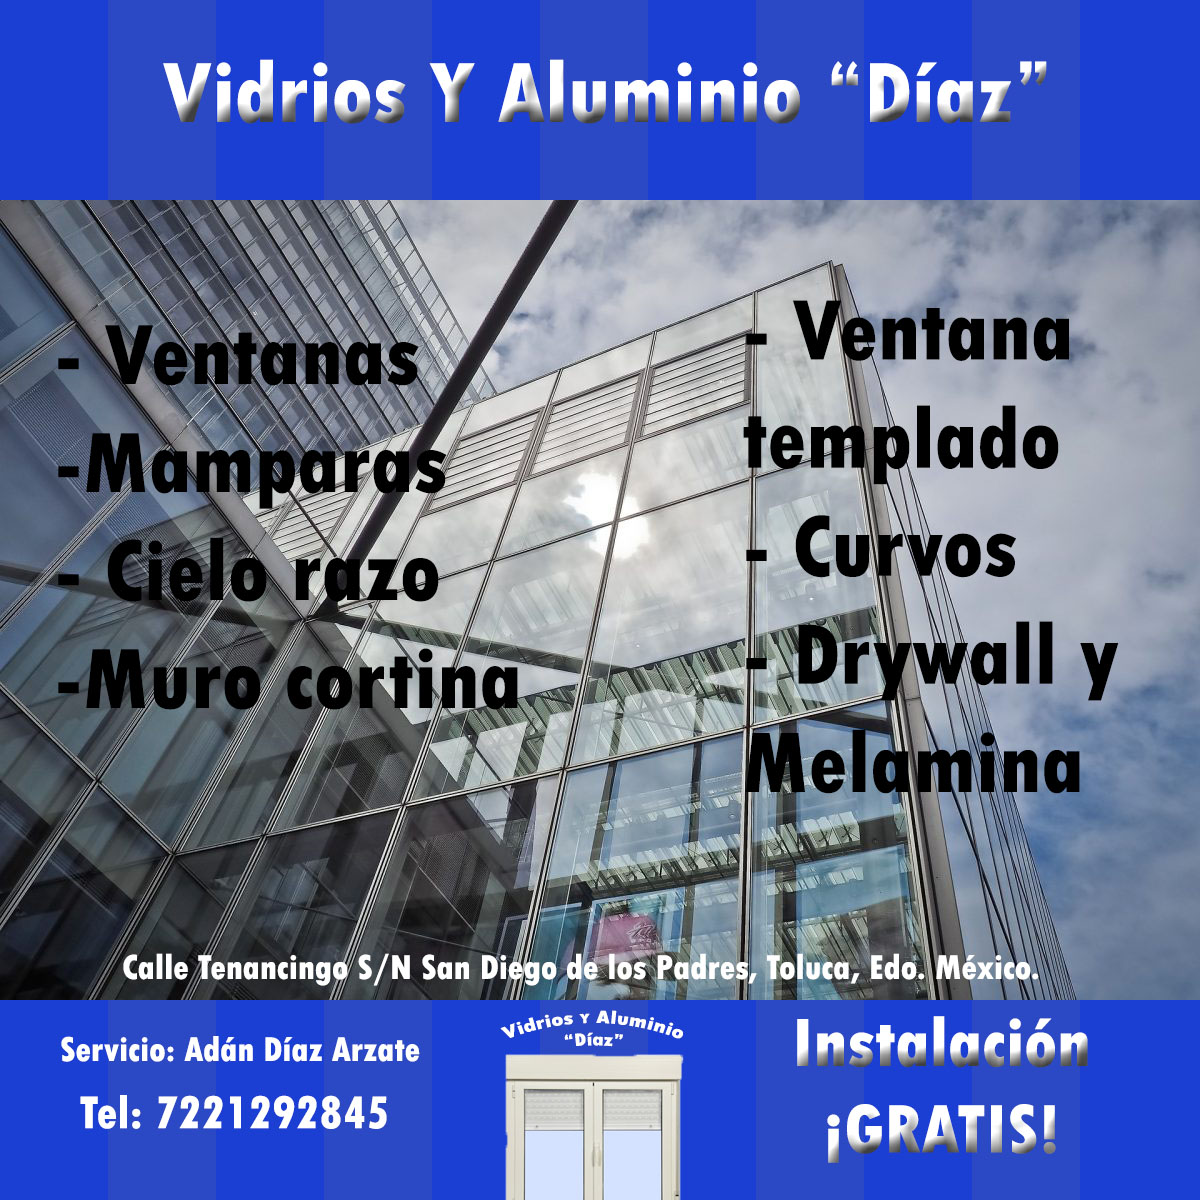 Vidrios Y Aluminio “Díaz”
- Ventanas
-Mamparas
- Cielo razo
-Muro cortina
- Ventana
templado
- Curvos
- Drywall y
Melamina
Calle Tenancingo S/N San Diego de los Padres, Toluca, Edo. México.
Servicio: Adán Díaz Arzate
Tel: 7221292845
Vidrios Y Aluminio
“Díaz”
Instalación
¡GRATIS!